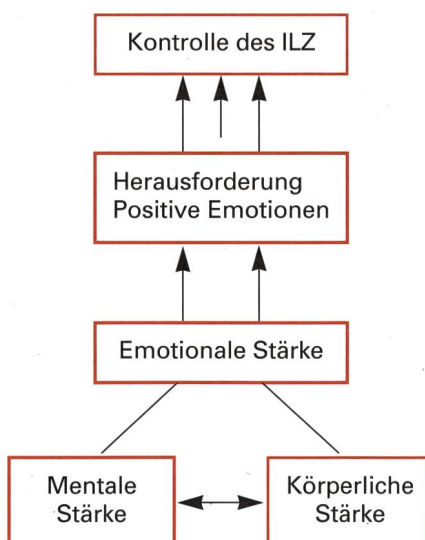 Kontrolle des ILZ
Herausforderung
Positive Emotionen
Emotionale Stärke
Mentale
Stärke
Körperliche
Stärke